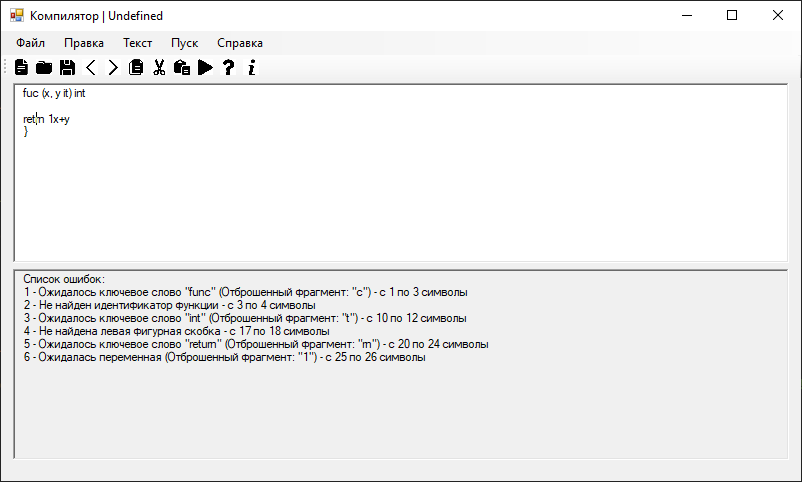 Компилятор | Undefined
Файл Правка Текст Пуск Справка
fuc (x, y it) int
retrn 1x+y
}
Список ошибок:
1 - Ожидалось ключевое слово "func" (Отброшенный фрагмент: "c") - с 1 по 3 символы
2 - Не найден идентификатор функции - с 3 по 4 символы
3 - Ожидалось ключевое слово "int" (Отброшенный фрагмент: "t") - с 10 по 12 символы
4 - Не найдена левая фигурная скобка - с 17 по 18 символы
5 - Ожидалось ключевое слово "return" (Отброшенный фрагмент: "rn") - с 20 по 24 символы
6 - Ожидалась переменная (Отброшенный фрагмент: "1") - с 25 по 26 символы